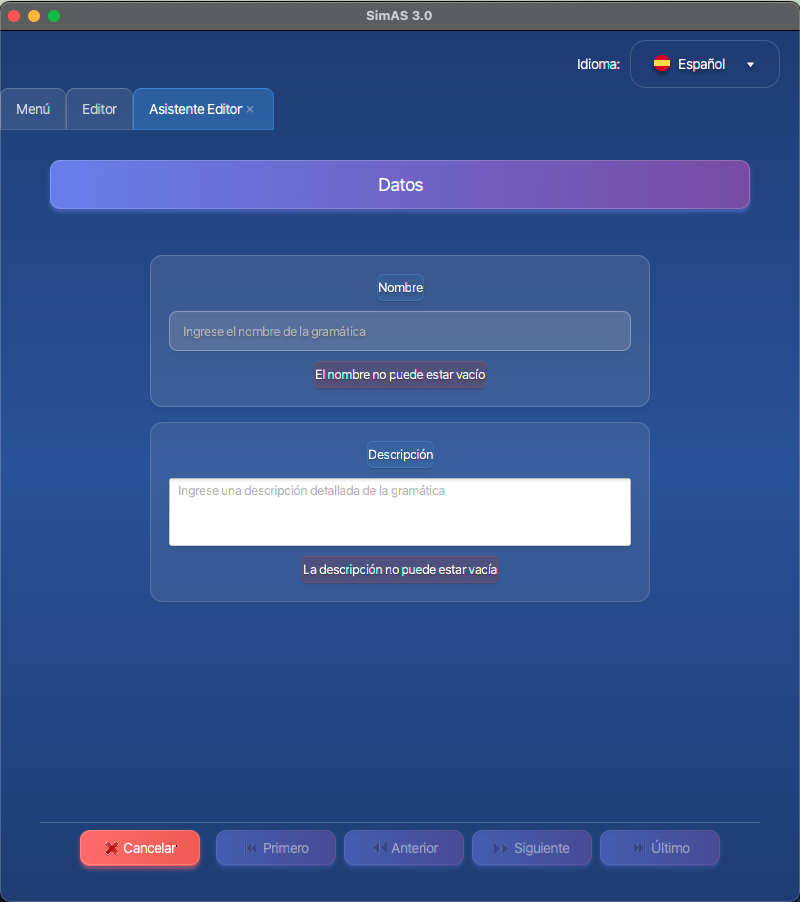 SimAS 3.0
Idioma: Español
Menú Editor Asistente Editor ×
Datos
Nombre
Ingrese el nombre de la gramática
El nombre no puede estar vacío
Descripción
Ingrese una descripción detallada de la gramática
La descripción no puede estar vacía
Cancelar Primero Anterior Siguiente Último